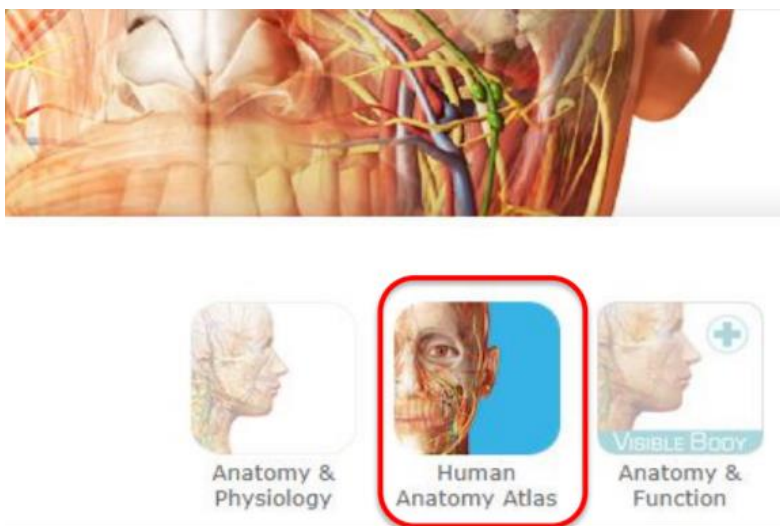 VISIBLE BODY
Anatomy &
Physiology
Human
Anatomy Atlas
Anatomy &
Function